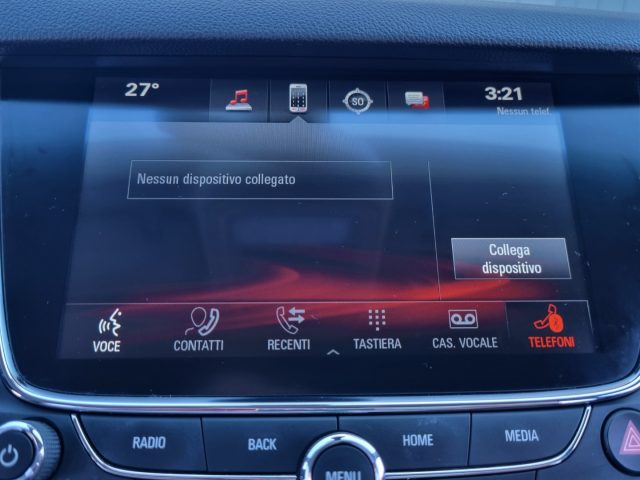 27°
SO
3:21
Nessun telef.
Nessun dispositivo collegato
Collega
dispositivo
VOCE
CONTATTI
RECENTI
TASTIERA
CAS. VOCALE
TELEFONI
RADIO
BACK
MENU
HOME
MEDIA